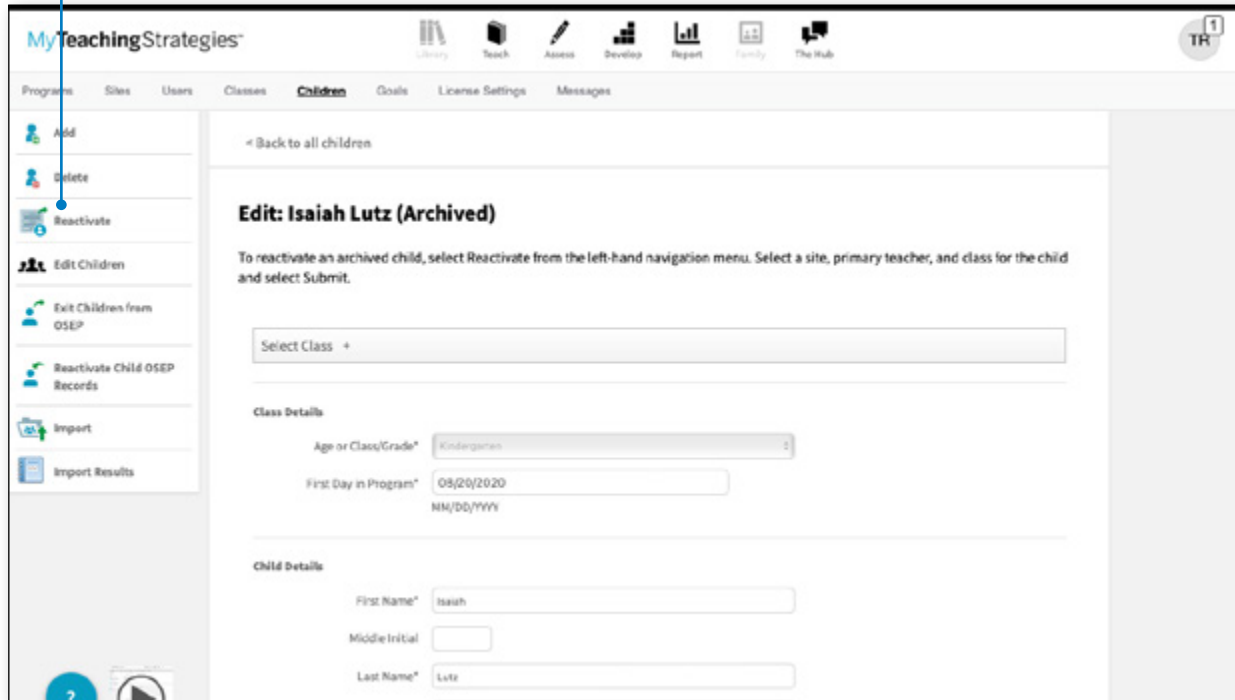 MyTeachingStrategies
Library
Teach
Assess
Develop
Report
Family
The Hub
TR
1
Programs Sites Users Classes Children Goals License Settings Messages
Add
Delete
Reactivate
Edit Children
Exit Children from
OSEP
Reactivate Child OSEP
Records
Import
Import Results
< Back to all children
Edit: Isaiah Lutz (Archived)
To reactivate an archived child, select Reactivate from the left-hand navigation menu. Select a site, primary teacher, and class for the child
and select Submit.
Select Class +
Class Details
Age or Class/Grade* Kindergarten
First Day in Program* 08/20/2020
MM/DD/YYYY
Child Details
First Name* Isaiah
Middle Initial
Last Name* Lutz
?